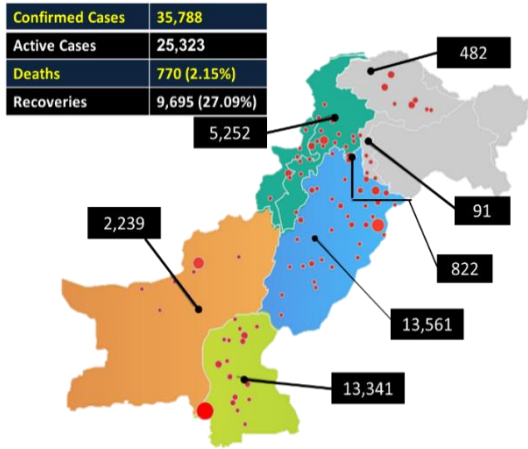 Confirmed Cases 35,788
Active Cases 25,323
Deaths 770 (2.15%)
Recoveries 9,695 (27.09%)
482
5,252
91
2,239
822
13,561
13,341